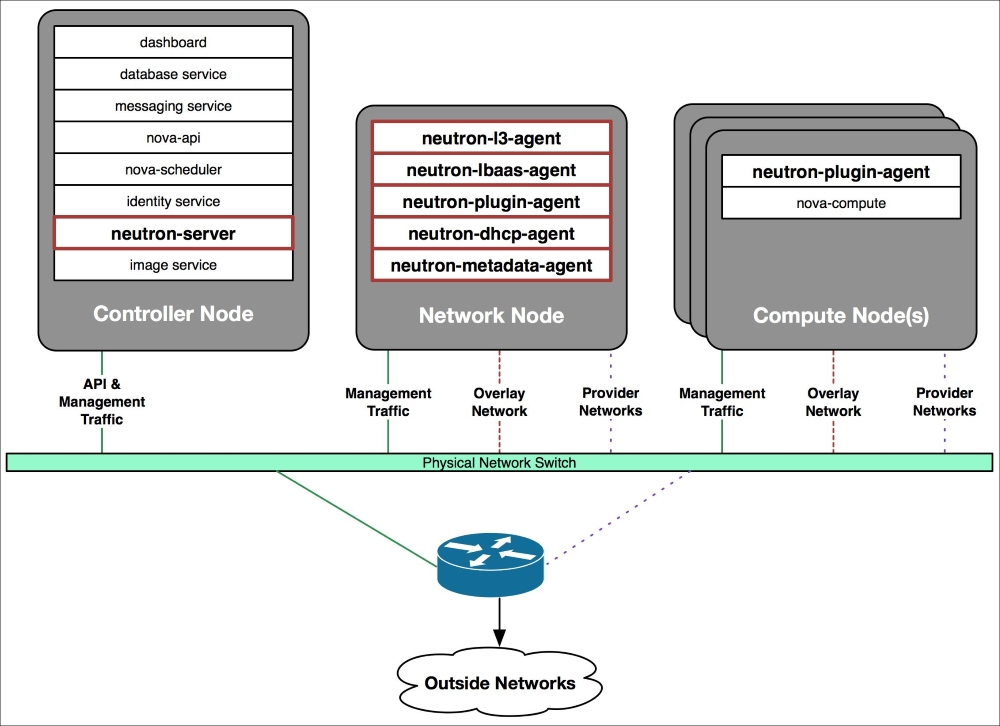 dashboard
database service
messaging service
nova-api
nova-scheduler
identity service
neutron-server
image service
Controller Node
neutron-l3-agent
neutron-lbaas-agent
neutron-plugin-agent
neutron-dhcp-agent
neutron-metadata-agent
Network Node
neutron-plugin-agent
nova-compute
Compute Node(s)
API &
Management
Traffic
Management
Traffic
Overlay
Network
Provider
Networks
Management
Traffic
Overlay
Network
Provider
Networks
Physical Network Switch
Outside Networks